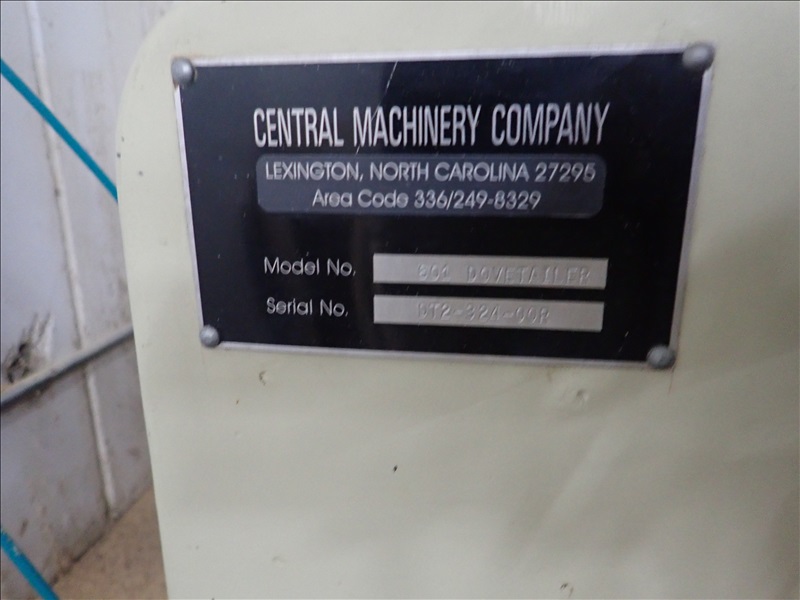 CENTRAL MACHINERY COMPANY
LEXINGTON, NORTH CAROLINA 27295
Area Code 336/249-8329
Model No. DOVETAILER
Serial No.